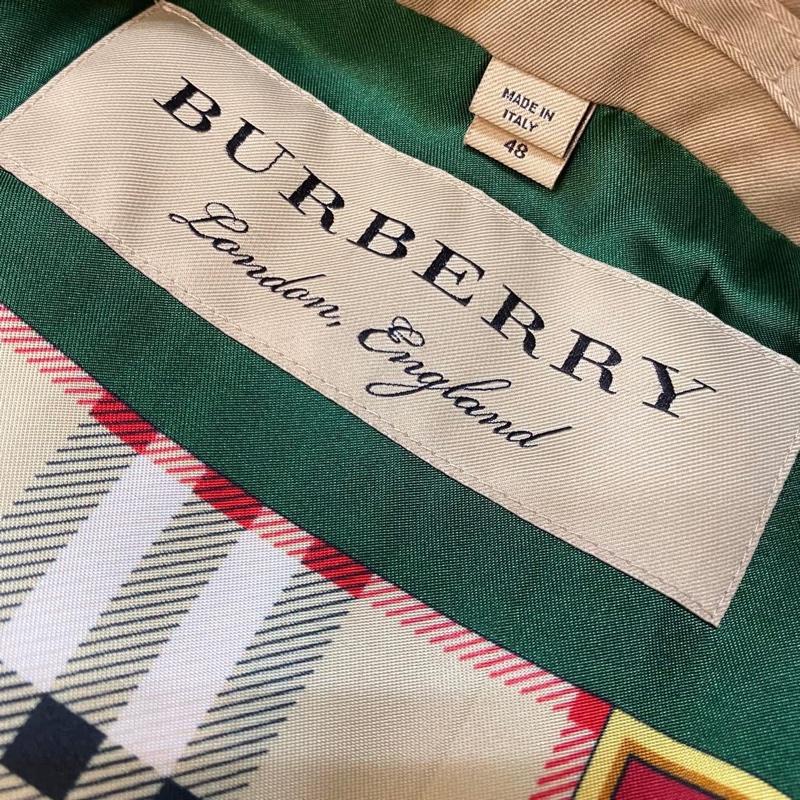 MADE IN
ITALY
48
BURBERRY
London, England